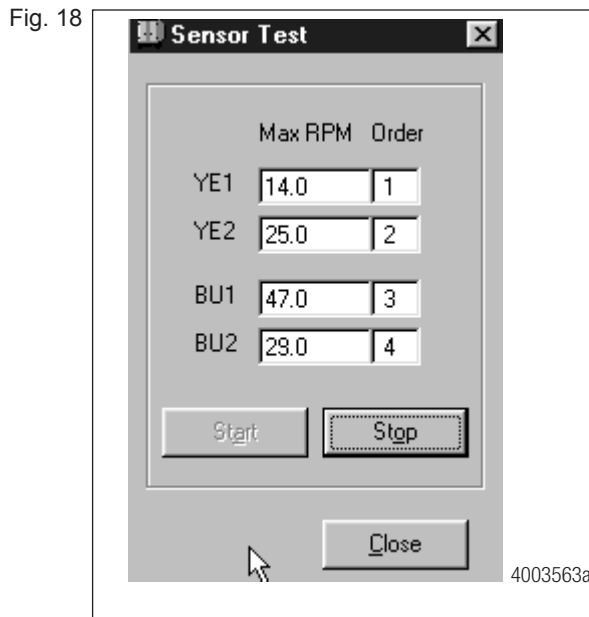 Fig. 18
Sensor Test
Max RPM Order
YE1 14.0 1
YE2 25.0 2
BU1 47.0 3
BU2 29.0 4
Start Stop
Close
4003563a